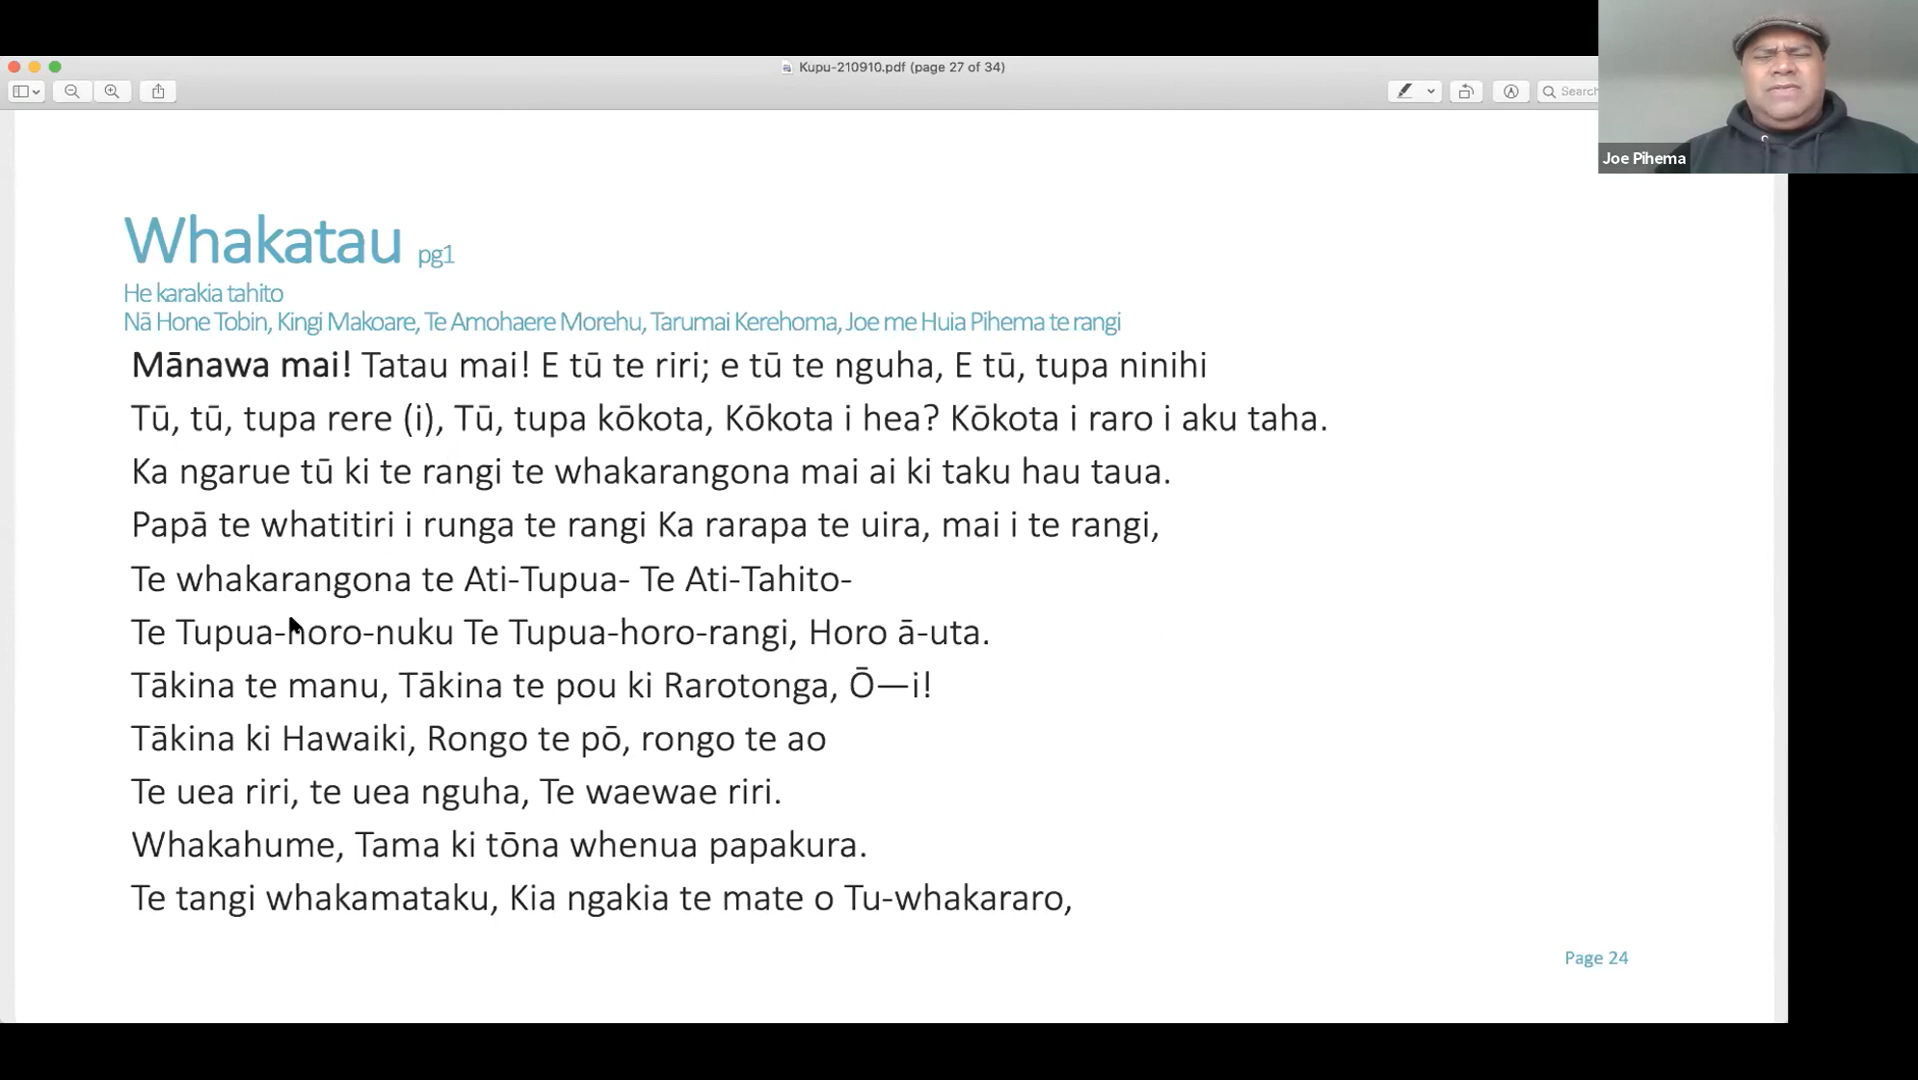 Kupu-210910.pdf (page 27 of 34)
Search
Joe Pihema
Whakatau pg1
He karakia tahito
Nā Hone Tobin, Kingi Makoare, Te Amohaere Morehu, Tarumai Kerehoma, Joe me Huia Pihema te rangi
Mānawa mai! Tatau mai! E tū te riri; e tū te nguha, E tū, tupa ninihi
Tū, tū, tupa rere (i), Tū, tupa kōkota, Kōkota i hea? Kōkota i raro i aku taha.
Ka ngarue tū ki te rangi te whakarangona mai ai ki taku hau taua.
Papā te whatitiri i runga te rangi Ka rarapa te uira, mai i te rangi,
Te whakarangona te Ati-Tupua- Te Ati-Tahito-
Te Tupua-horo-nuku Te Tupua-horo-rangi, Horo ā-uta.
Tākina te manu, Tākina te pou ki Rarotonga, Ō—i!
Tākina ki Hawaiki, Rongo te pō, rongo te ao
Te uea riri, te uea nguha, Te waewae riri.
Whakahume, Tama ki tōna whenua papakura.
Te tangi whakamataku, Kia ngakia te mate o Tu-whakararo,
Page 24